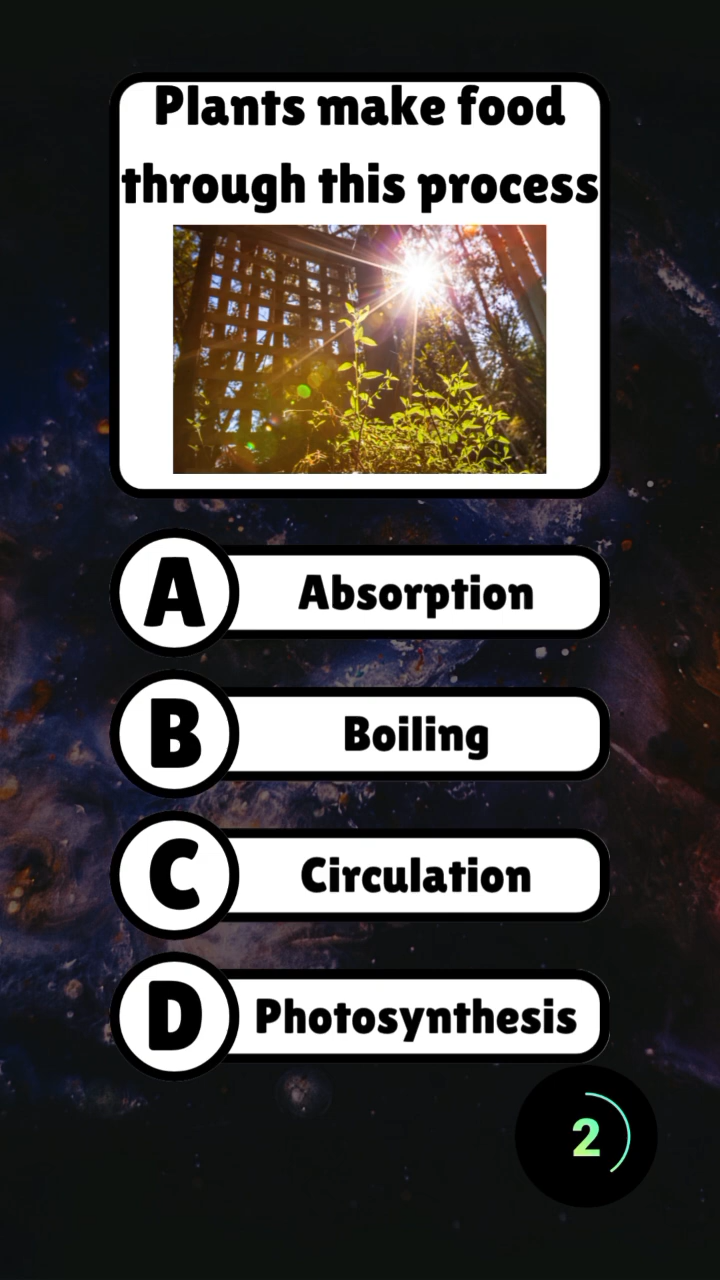 Plants make food
through this process
A
Absorption
B
Boiling
C
Circulation
D
Photosynthesis
2